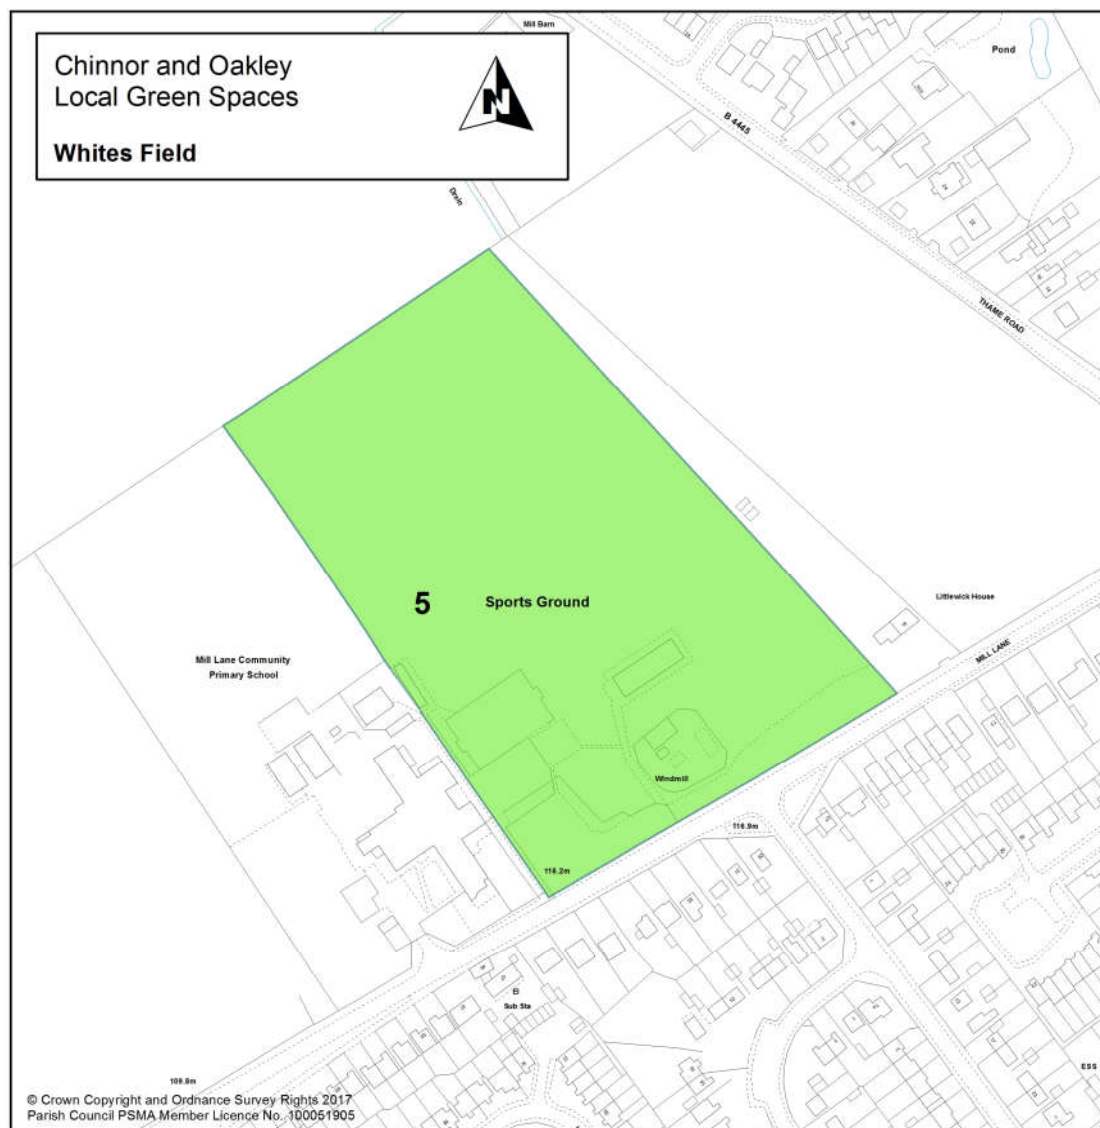 Mill Barn
Chinnor and Oakley
Local Green Spaces
Whites Field
N
Pond
B 4445
Drain
THAME ROAD
5
Sports Ground
Littlewick House
MILL LANE
Mill Lane Community
Primary School
Windmill
116.9m
116.2m
El
Sub Sta
ESS
109.8m
© Crown Copyright and Ordnance Survey Rights 2017
Parish Council PSMA Member Licence No. 100051905